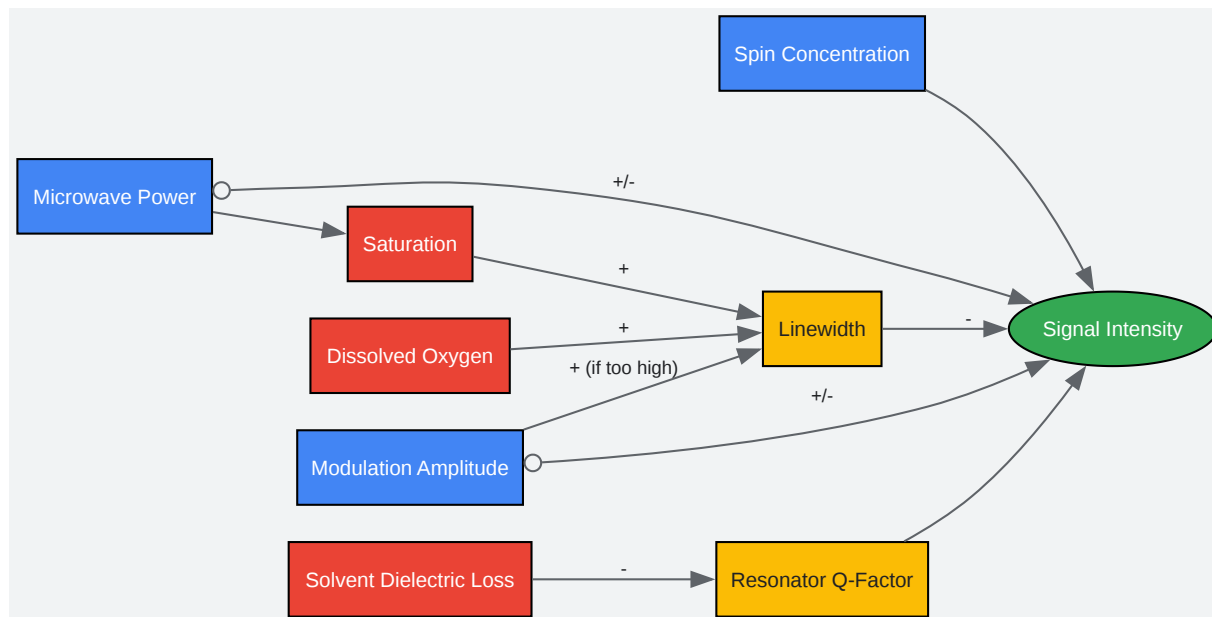 Spin Concentration
Microwave Power
+/-
Saturation
+
Dissolved Oxygen
+
Linewidth
-
Signal Intensity
+ (if too high)
+/-
Modulation Amplitude
Solvent Dielectric Loss
-
Resonator Q-Factor